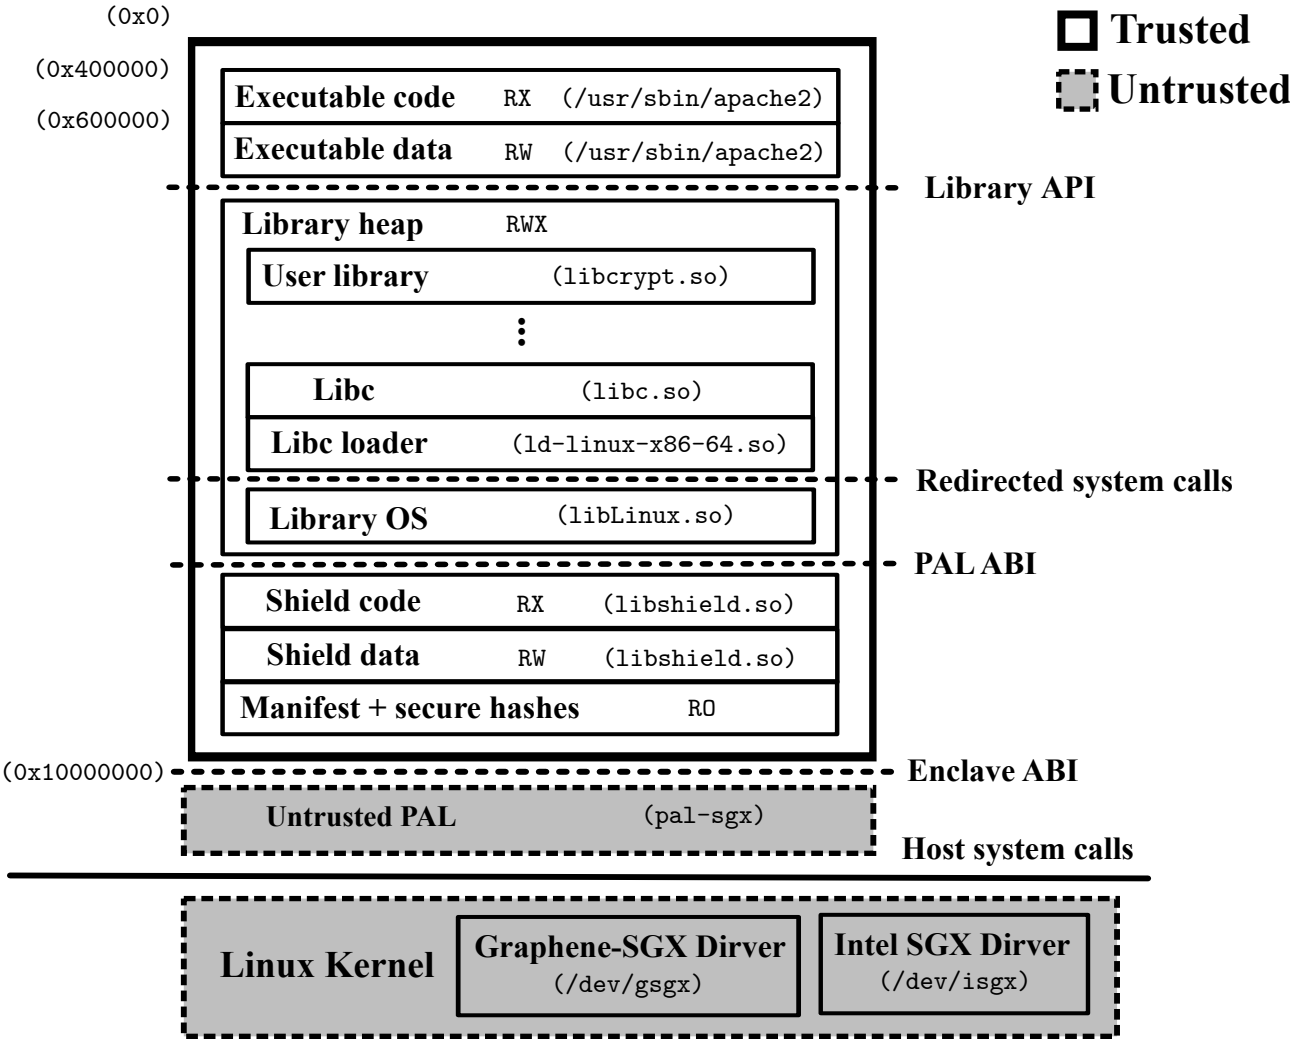 (0x0)
Trusted
(0x400000)
Untrusted
Executable code RX (/usr/sbin/apache2)
(0x600000)
Executable data RW (/usr/sbin/apache2)
Library API
Library heap RWX
User library (libcrypt.so)
⋮
Libc (libc.so)
Libc loader (ld-linux-x86-64.so)
Redirected system calls
Library OS (libLinux.so)
PAL ABI
Shield code RX (libshield.so)
Shield data RW (libshield.so)
Manifest + secure hashes RO
(0x10000000)
Enclave ABI
Untrusted PAL (pal-sgx)
Host system calls
Linux Kernel
Graphene-SGX Dirver
(/dev/gsgx)
Intel SGX Dirver
(/dev/isgx)